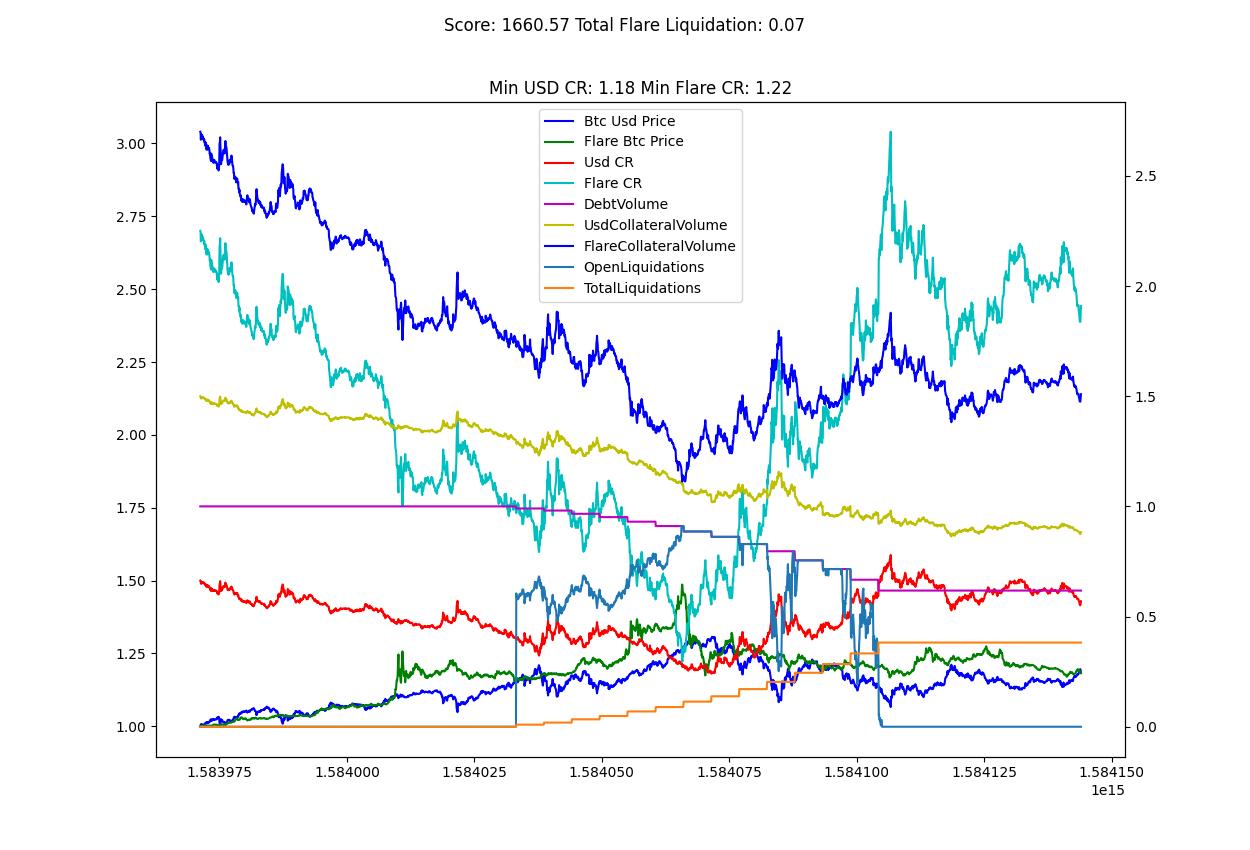 Score: 1660.57 Total Flare Liquidation: 0.07
Min USD CR: 1.18 Min Flare CR: 1.22
Btc Usd Price
Flare Btc Price
Usd CR
Flare CR
DebtVolume
UsdCollateralVolume
FlareCollateralVolume
OpenLiquidations
TotalLiquidations
3.00
2.75
2.50
2.25
2.00
1.75
1.50
1.25
1.00
2.5
2.0
1.5
1.0
0.5
0.0
1.583975 1.584000 1.584025 1.584050 1.584075 1.584100 1.584125 1.584150
1e15